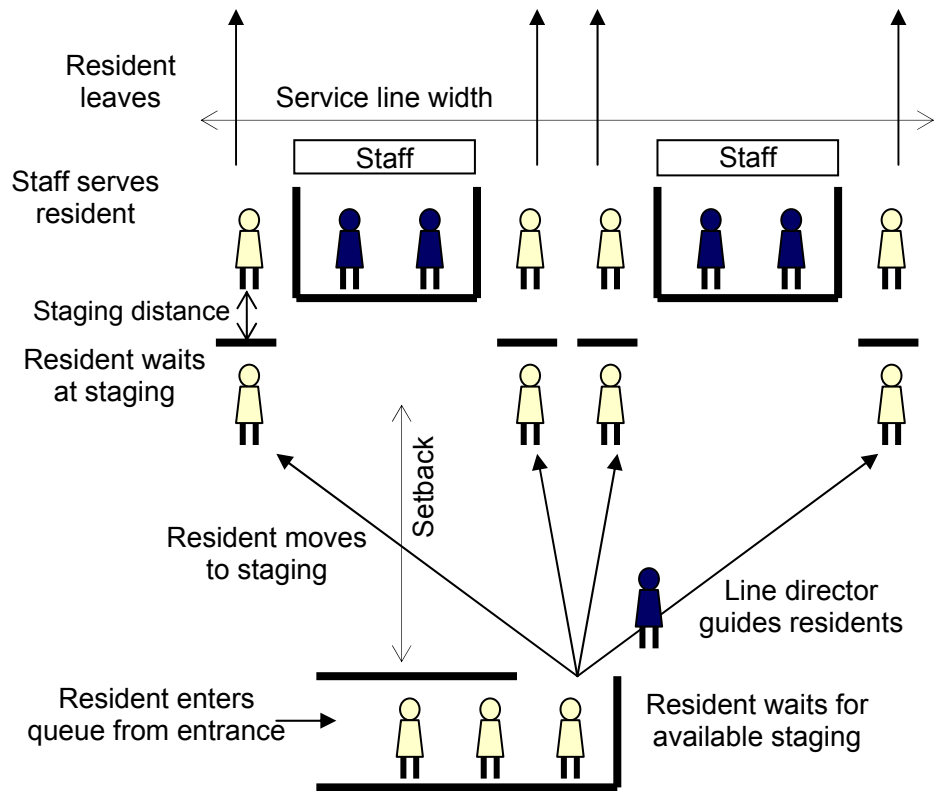 Resident
leaves
Service line width
Staff
Staff
Staff serves
resident
Staging distance
Resident waits
at staging
Setback
Resident moves
to staging
Line director
guides residents
Resident enters
queue from entrance
Resident waits for
available staging